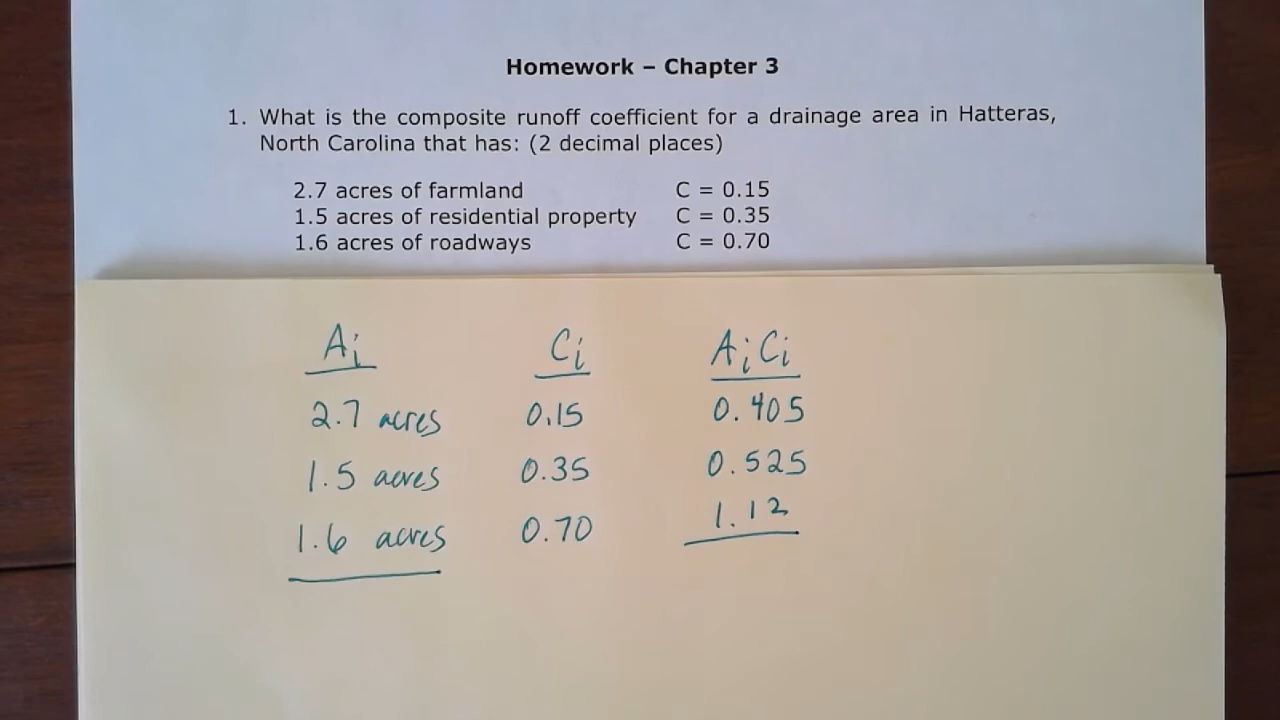 Homework – Chapter 3
1. What is the composite runoff coefficient for a drainage area in Hatteras,
North Carolina that has: (2 decimal places)
2.7 acres of farmland C = 0.15
1.5 acres of residential property C = 0.35
1.6 acres of roadways C = 0.70
Ai Ci AiCi
2.7 acres 0.15 0.405
1.5 acres 0.35 0.525
1.6 acres 0.70 1.12